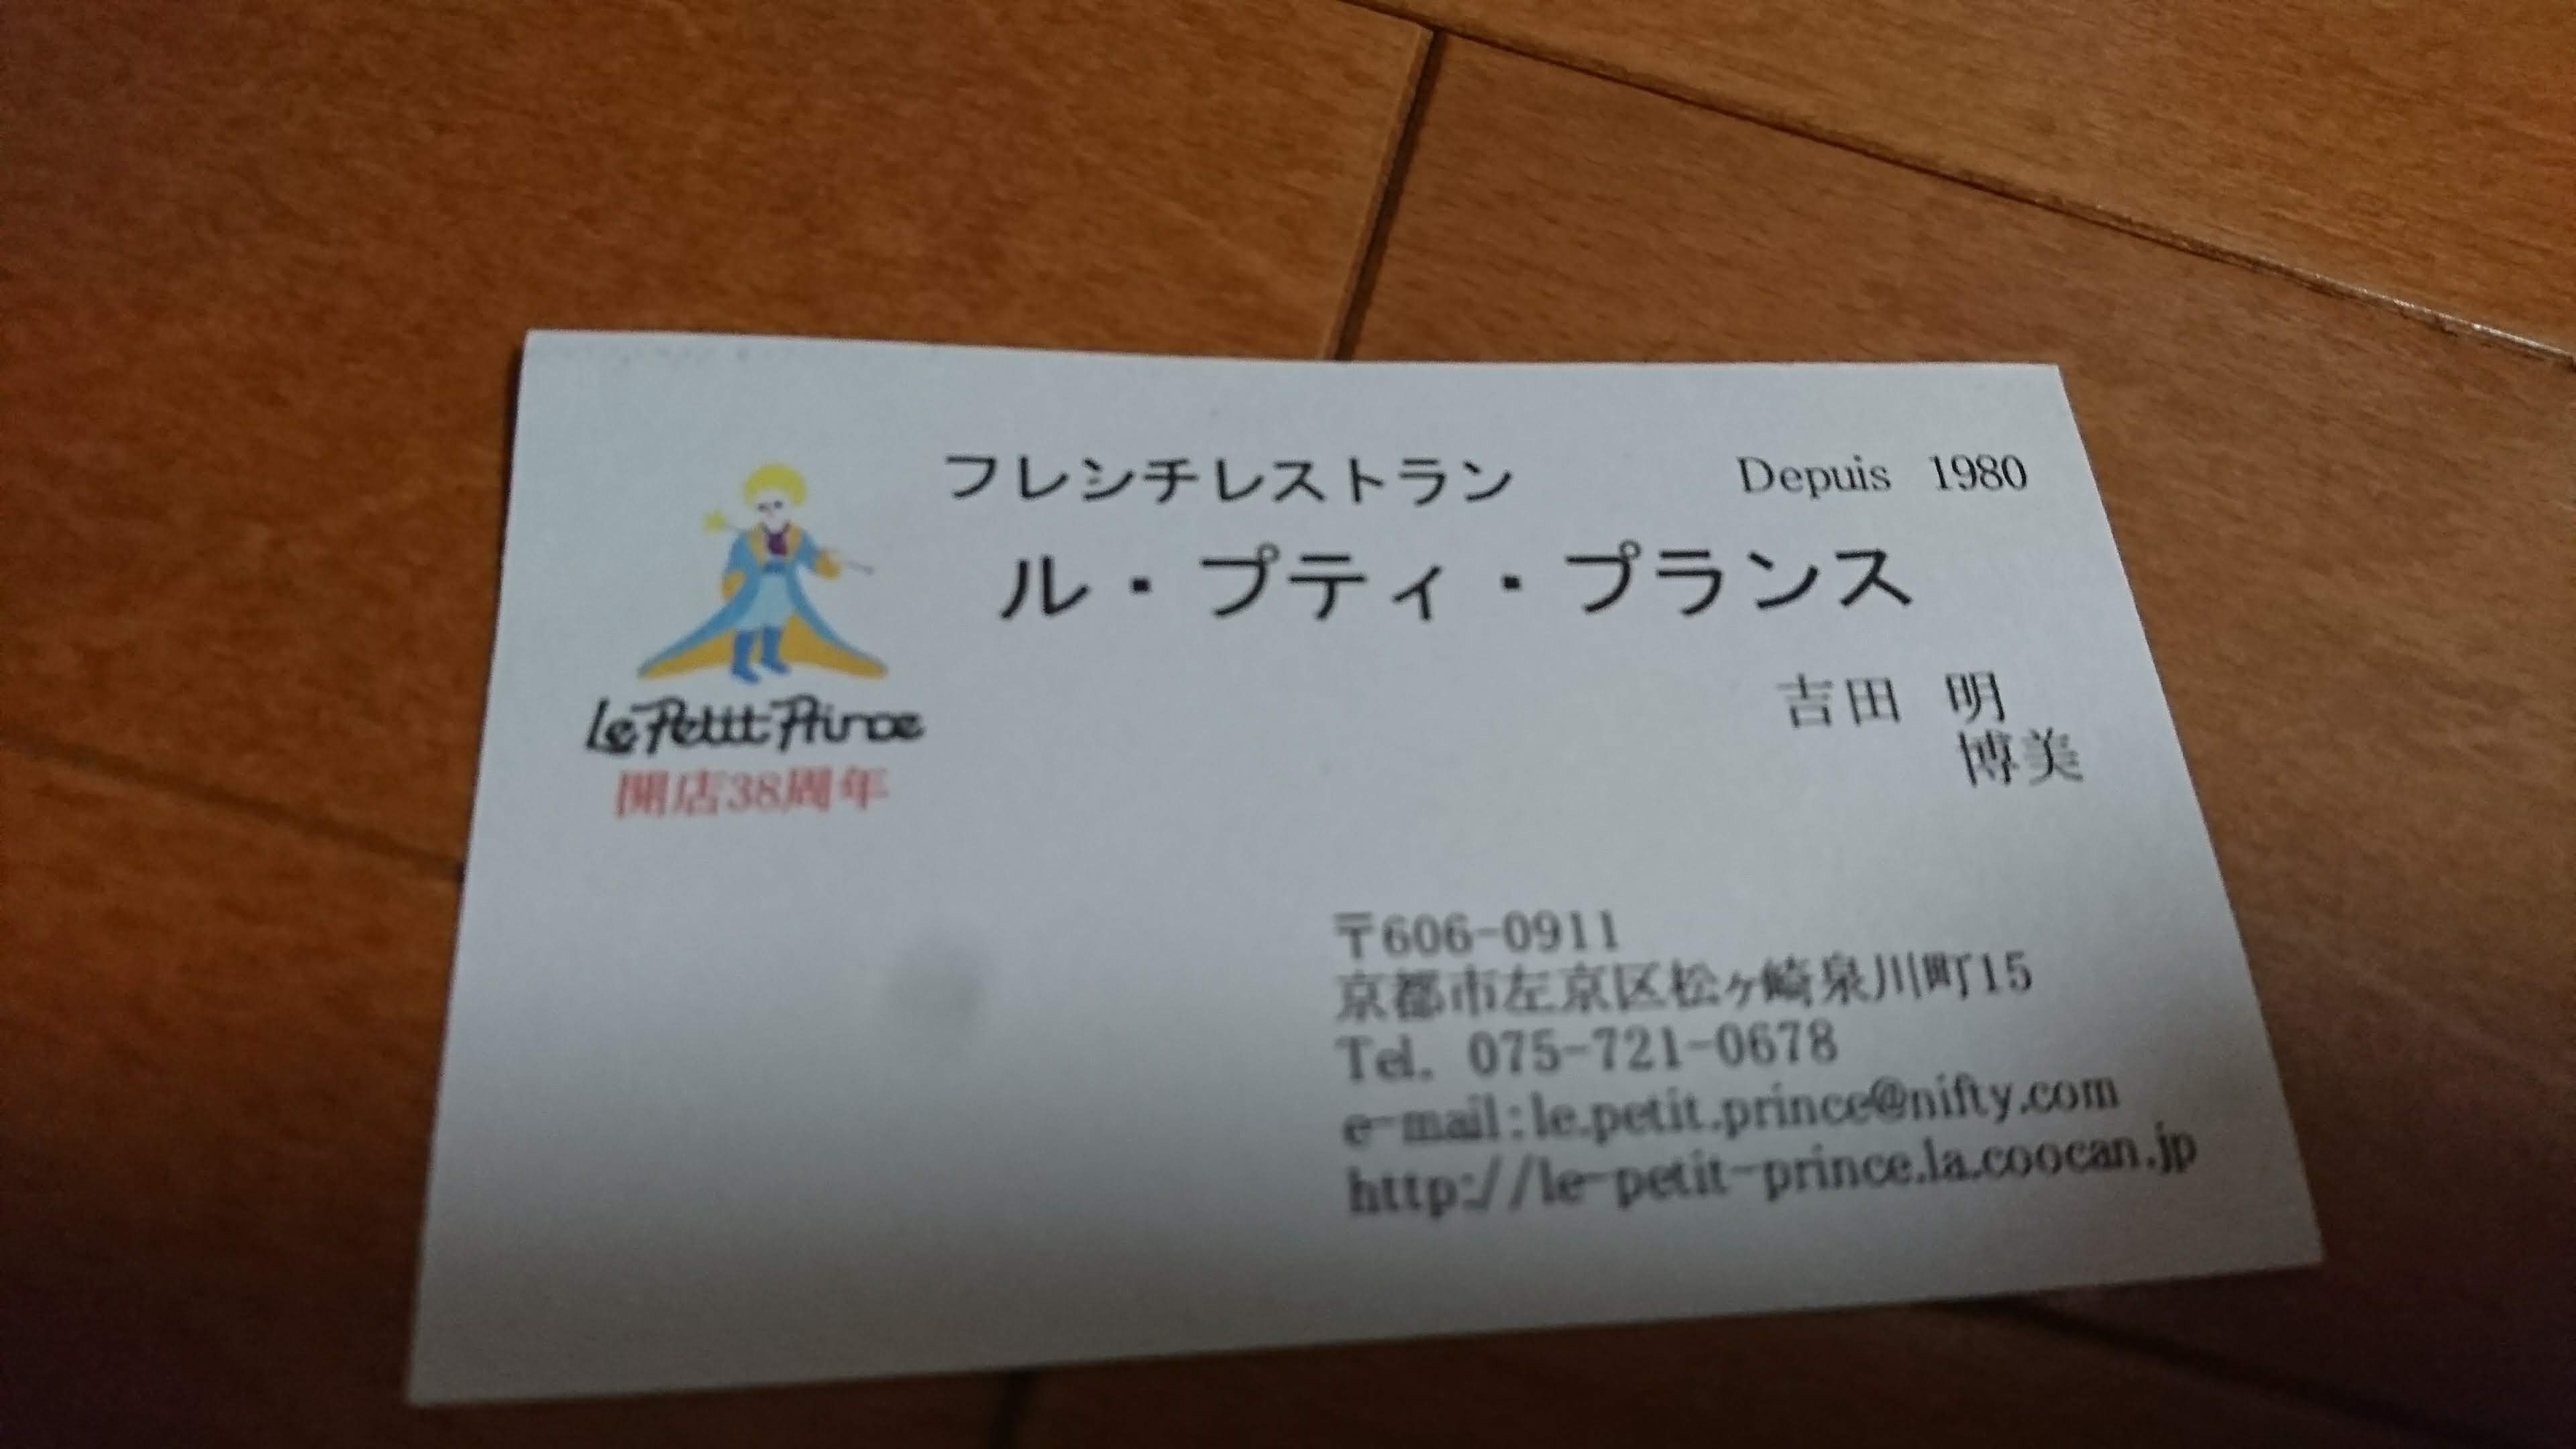 フレンチレストラン Depuis 1980
ル・プティ・プランス
Le Petit Prince
開店38周年
吉田 明
博美
〒606-0911
京都市左京区松ヶ崎泉川町15
Tel. 075-721-0678
e-mail:le.petit.prince@nifty.com
http://le-petit-prince.la.coocan.jp